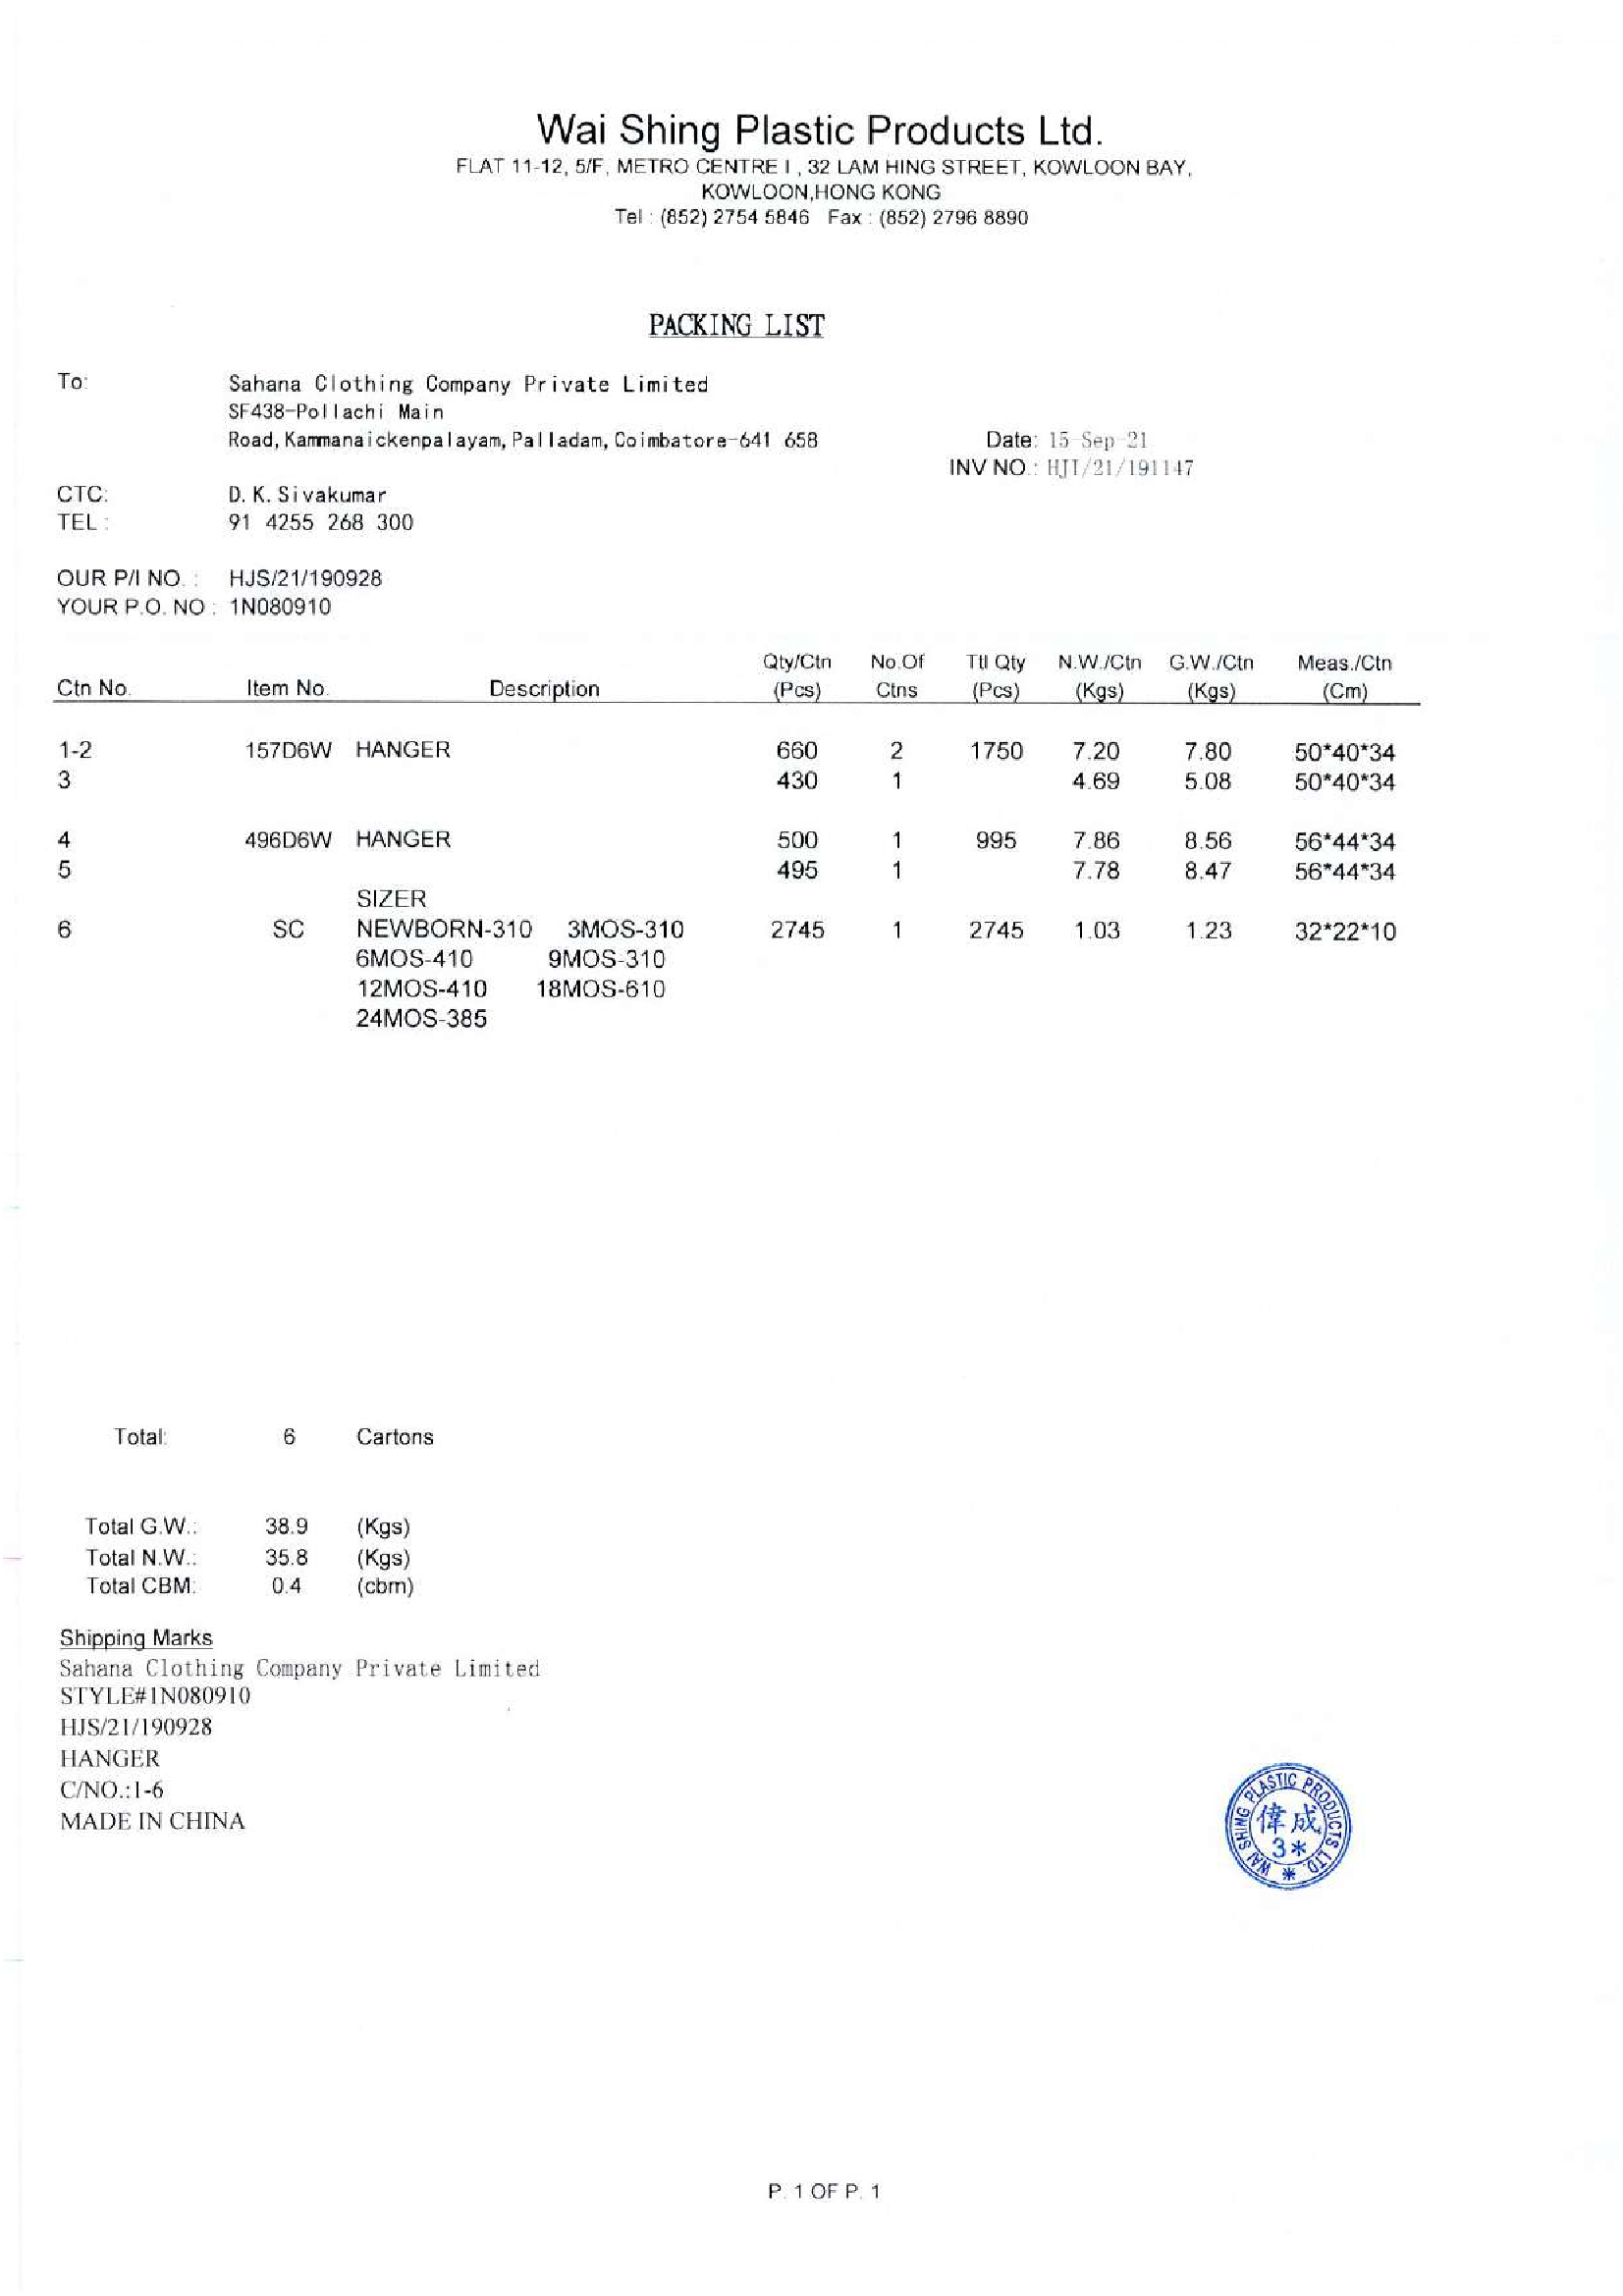 Wai Shing Plastic Products Ltd.
FLAT 11-12, 5/F, METRO CENTRE I , 32 LAM HING STREET, KOWLOON BAY,
KOWLOON,HONG KONG
Tel : (852) 2754 5846 Fax : (852) 2796 8890
PACKING LIST
To: Sahana Clothing Company Private Limited
SF438-Pollachi Main
Road, Kammanaickenpalayam, Palladam, Coimbatore-641 658 Date: 15-Sep-21
INV NO.: HJI/21/191147
CTC: D. K. Sivakumar
TEL : 91 4255 268 300
OUR P/I NO. : HJS/21/190928
YOUR P.O. NO : 1N080910
Qty/Ctn No.Of Ttl Qty N.W./Ctn G.W./Ctn Meas./Ctn
Ctn No. Item No. Description (Pcs) Ctns (Pcs) (Kgs) (Kgs) (Cm)
1-2 157D6W HANGER 660 2 1750 7.20 7.80 50*40*34
3 430 1 4.69 5.08 50*40*34
4 496D6W HANGER 500 1 995 7.86 8.56 56*44*34
5 495 1 7.78 8.47 56*44*34
SIZER
6 SC NEWBORN-310 3MOS-310 2745 1 2745 1.03 1.23 32*22*10
6MOS-410 9MOS-310
12MOS-410 18MOS-610
24MOS-385
Total: 6 Cartons
Total G.W.: 38.9 (Kgs)
Total N.W.: 35.8 (Kgs)
Total CBM: 0.4 (cbm)
Shipping Marks
Sahana Clothing Company Private Limited
STYLE#1N080910
HJS/21/190928
HANGER
C/NO.:1-6
MADE IN CHINA
WAI SHING PLASTIC PRODUCTS LTD.
偉成
3*
*
P. 1 OF P. 1